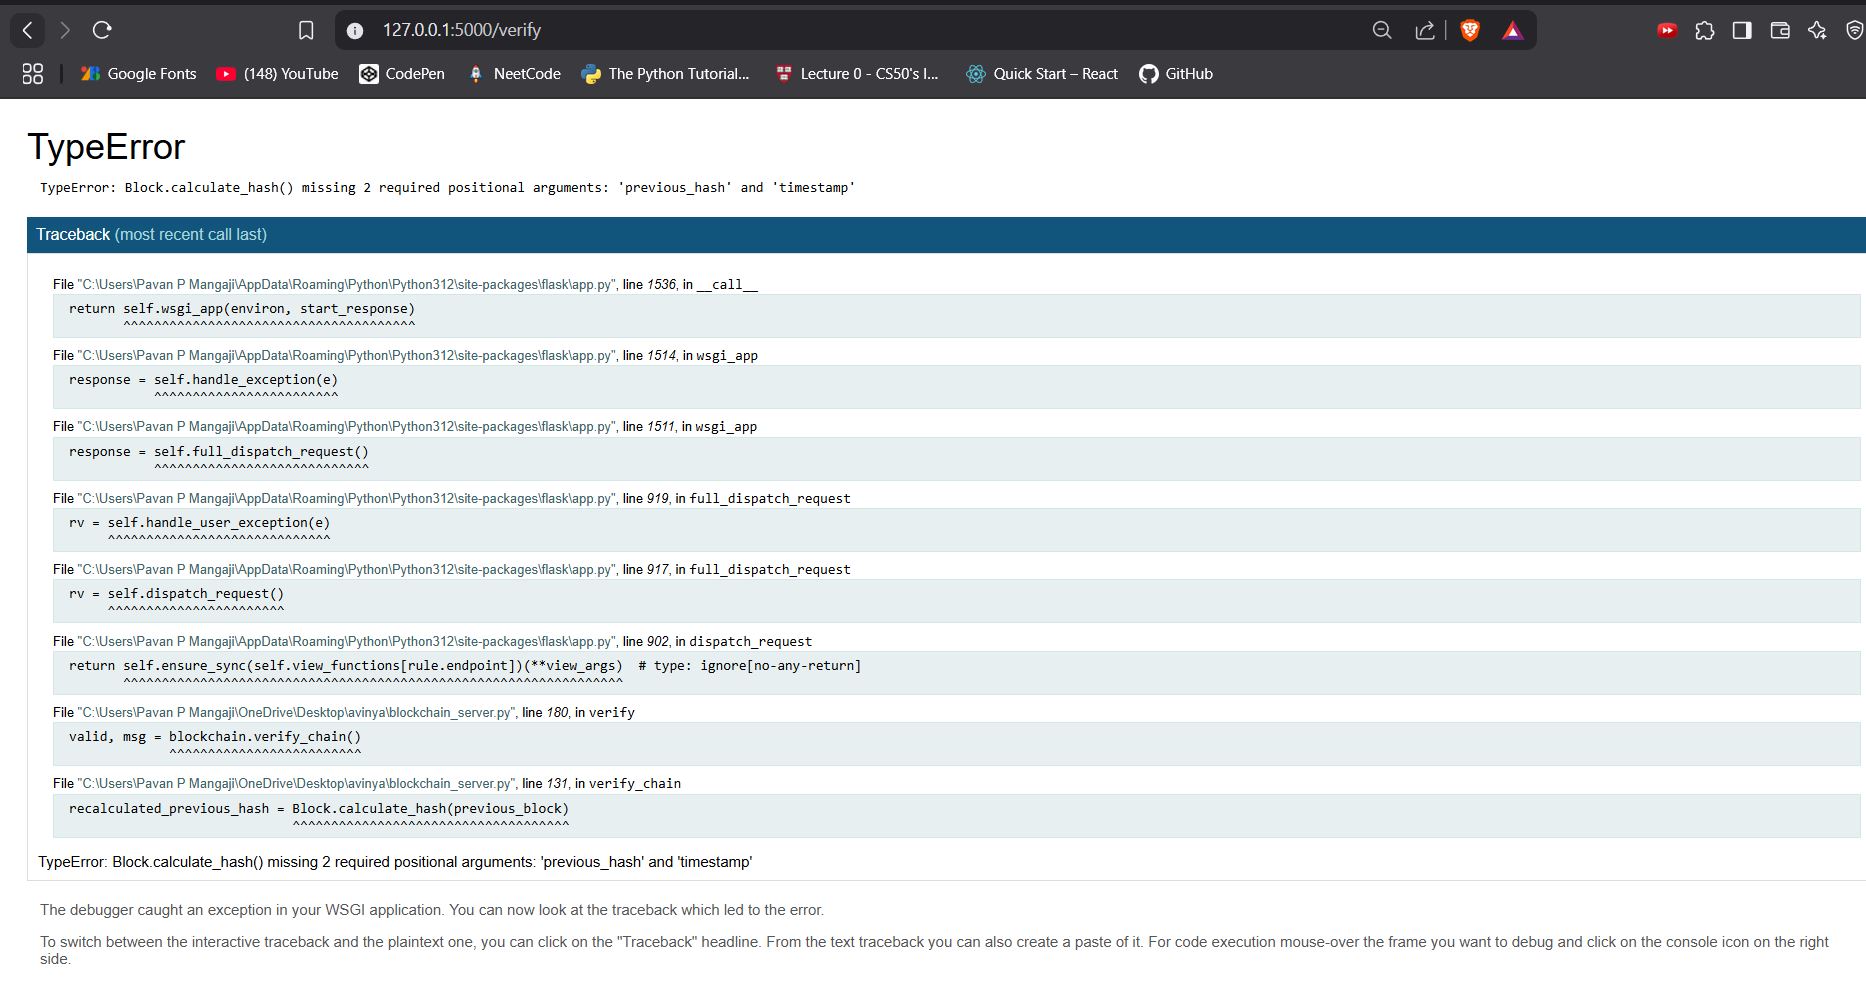 127.0.0.1:5000/verify
Google Fonts (148) YouTube CodePen NeetCode The Python Tutorial... Lecture 0 - CS50's I... Quick Start – React GitHub
TypeError
TypeError: Block.calculate_hash() missing 2 required positional arguments: 'previous_hash' and 'timestamp'
Traceback (most recent call last)
File "C:\Users\Pavan P Mangaji\AppData\Roaming\Python\Python312\site-packages\flask\app.py", line 1536, in __call__
return self.wsgi_app(environ, start_response)
^^^^^^^^^^^^^^^^^^^^^^^^^^^^^^^^^^^^^^
File "C:\Users\Pavan P Mangaji\AppData\Roaming\Python\Python312\site-packages\flask\app.py", line 1514, in wsgi_app
response = self.handle_exception(e)
^^^^^^^^^^^^^^^^^^^^^^^^
File "C:\Users\Pavan P Mangaji\AppData\Roaming\Python\Python312\site-packages\flask\app.py", line 1511, in wsgi_app
response = self.full_dispatch_request()
^^^^^^^^^^^^^^^^^^^^^^^^^^^^
File "C:\Users\Pavan P Mangaji\AppData\Roaming\Python\Python312\site-packages\flask\app.py", line 919, in full_dispatch_request
rv = self.handle_user_exception(e)
^^^^^^^^^^^^^^^^^^^^^^^^^^^^^
File "C:\Users\Pavan P Mangaji\AppData\Roaming\Python\Python312\site-packages\flask\app.py", line 917, in full_dispatch_request
rv = self.dispatch_request()
^^^^^^^^^^^^^^^^^^^^^^^
File "C:\Users\Pavan P Mangaji\AppData\Roaming\Python\Python312\site-packages\flask\app.py", line 902, in dispatch_request
return self.ensure_sync(self.view_functions[rule.endpoint])(**view_args)  # type: ignore[no-any-return]
^^^^^^^^^^^^^^^^^^^^^^^^^^^^^^^^^^^^^^^^^^^^^^^^^^^^^^^^^^^^^^^^^
File "C:\Users\Pavan P Mangaji\OneDrive\Desktop\avinya\blockchain_server.py", line 180, in verify
valid, msg = blockchain.verify_chain()
^^^^^^^^^^^^^^^^^^^^^^^^^
File "C:\Users\Pavan P Mangaji\OneDrive\Desktop\avinya\blockchain_server.py", line 131, in verify_chain
recalculated_previous_hash = Block.calculate_hash(previous_block)
^^^^^^^^^^^^^^^^^^^^^^^^^^^^^^^^^^^^
TypeError: Block.calculate_hash() missing 2 required positional arguments: 'previous_hash' and 'timestamp'
The debugger caught an exception in your WSGI application. You can now look at the traceback which led to the error.
To switch between the interactive traceback and the plaintext one, you can click on the "Traceback" headline. From the text traceback you can also create a paste of it. For code execution mouse-over the frame you want to debug and click on the console icon on the right
side.